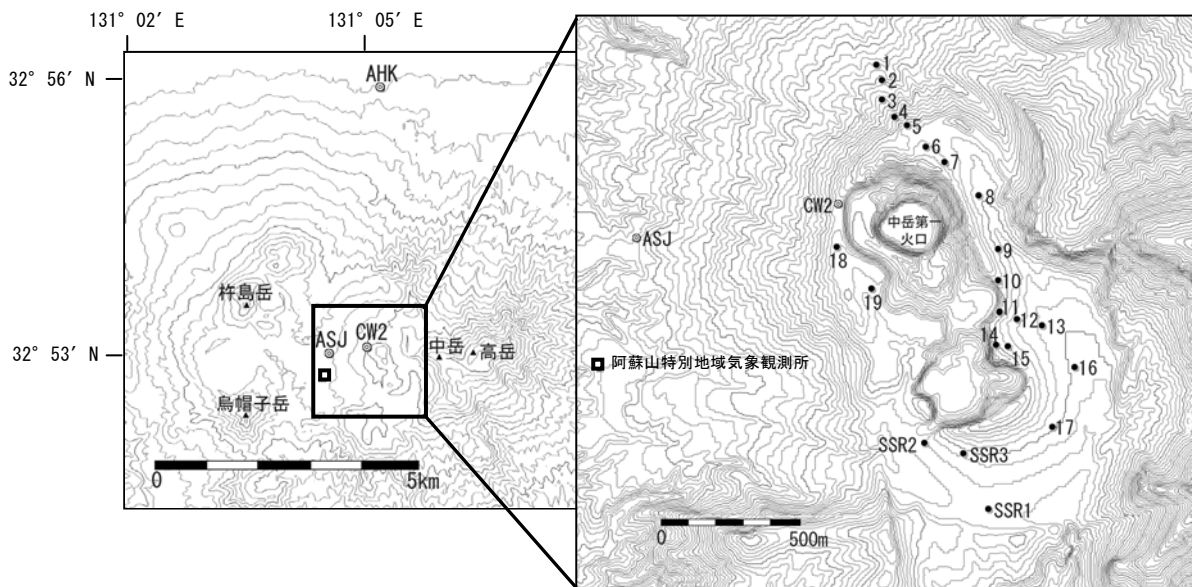 131° 02′ E
131° 05′ E
32° 56′ N
AHK
杵島岳
ASJ
CW2
中岳
高岳
32° 53′ N
烏帽子岳
0
5km
1
2
3
4
5
6
7
8
CW2
中岳第一
火口
ASJ
18
9
19
10
11
12
13
14
15
阿蘇山特別地域気象観測所
16
17
SSR2
SSR3
SSR1
0
500m